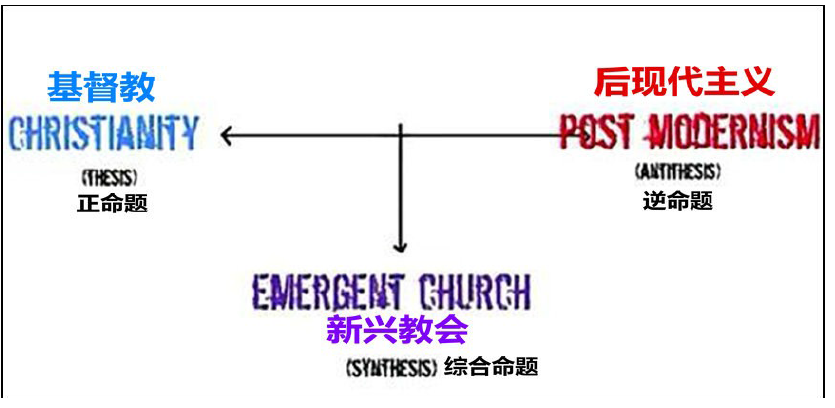 基督教
CHRISTIANITY
(THESIS)
正命题
后现代主义
POST MODERNISM
(ANTITHESIS)
逆命题
EMERGENT CHURCH
新兴教会
(SYNTHESIS) 综合命题